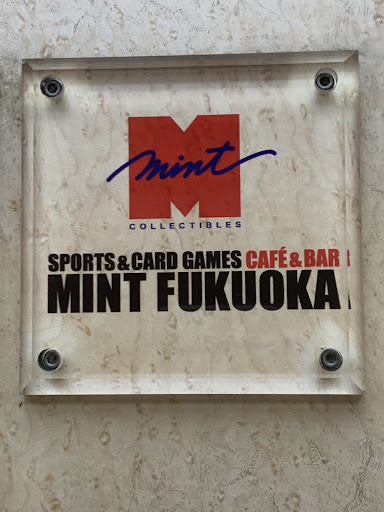 M
mint
COLLECTIBLES
SPORTS & CARD GAMES CAFÉ & BAR
MINT FUKUOKA